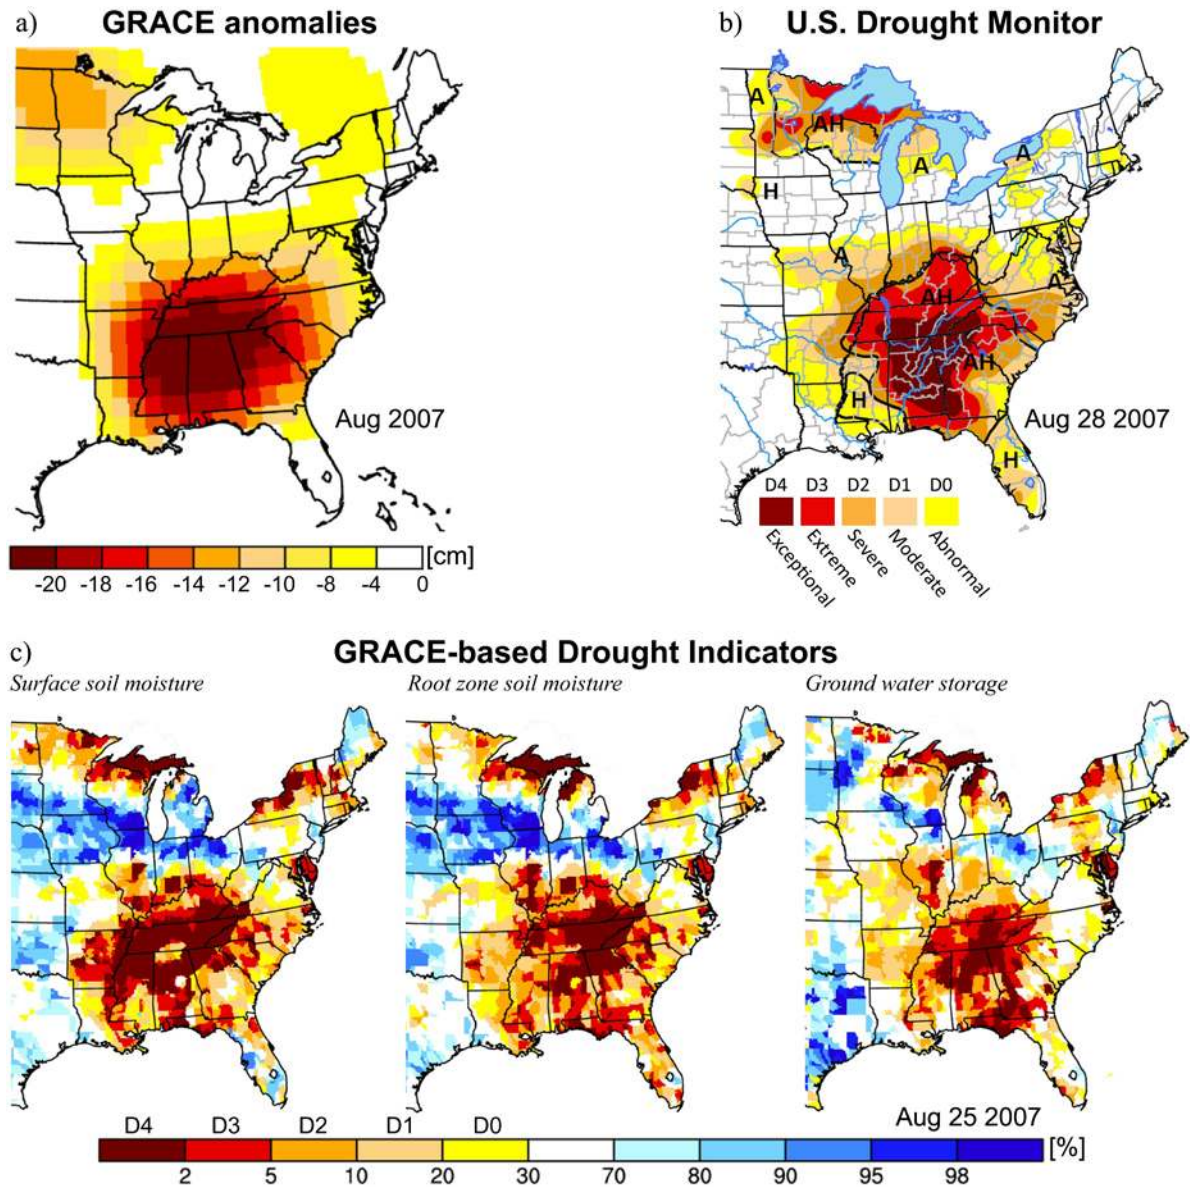 a) GRACE anomalies
Aug 2007
[cm]
-20 -18 -16 -14 -12 -10 -8 -4 0
b) U.S. Drought Monitor
A
AH
A
A
H
A
A
AH
AH
H
H
Aug 28 2007
D4 D3 D2 D1 D0
Exceptional
Extreme
Severe
Moderate
Abnormal
c) GRACE-based Drought Indicators
Surface soil moisture Root zone soil moisture Ground water storage
Aug 25 2007
D4 D3 D2 D1 D0
[%]
2 5 10 20 30 70 80 90 95 98